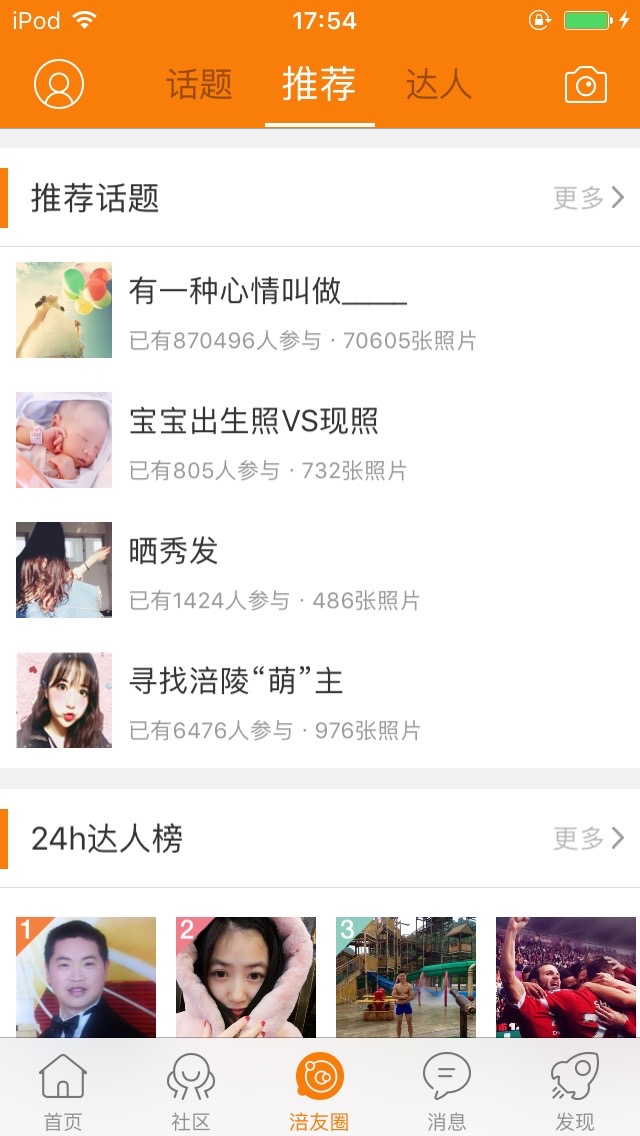 iPod 17:54
话题 推荐 达人
推荐话题 更多
有一种心情叫做_____
已有870496人参与 · 70605张照片
宝宝出生照VS现照
已有805人参与 · 732张照片
晒秀发
已有1424人参与 · 486张照片
寻找涪陵“萌”主
已有6476人参与 · 976张照片
24h达人榜 更多
1 2 3
首页 社区 涪友圈 消息 发现